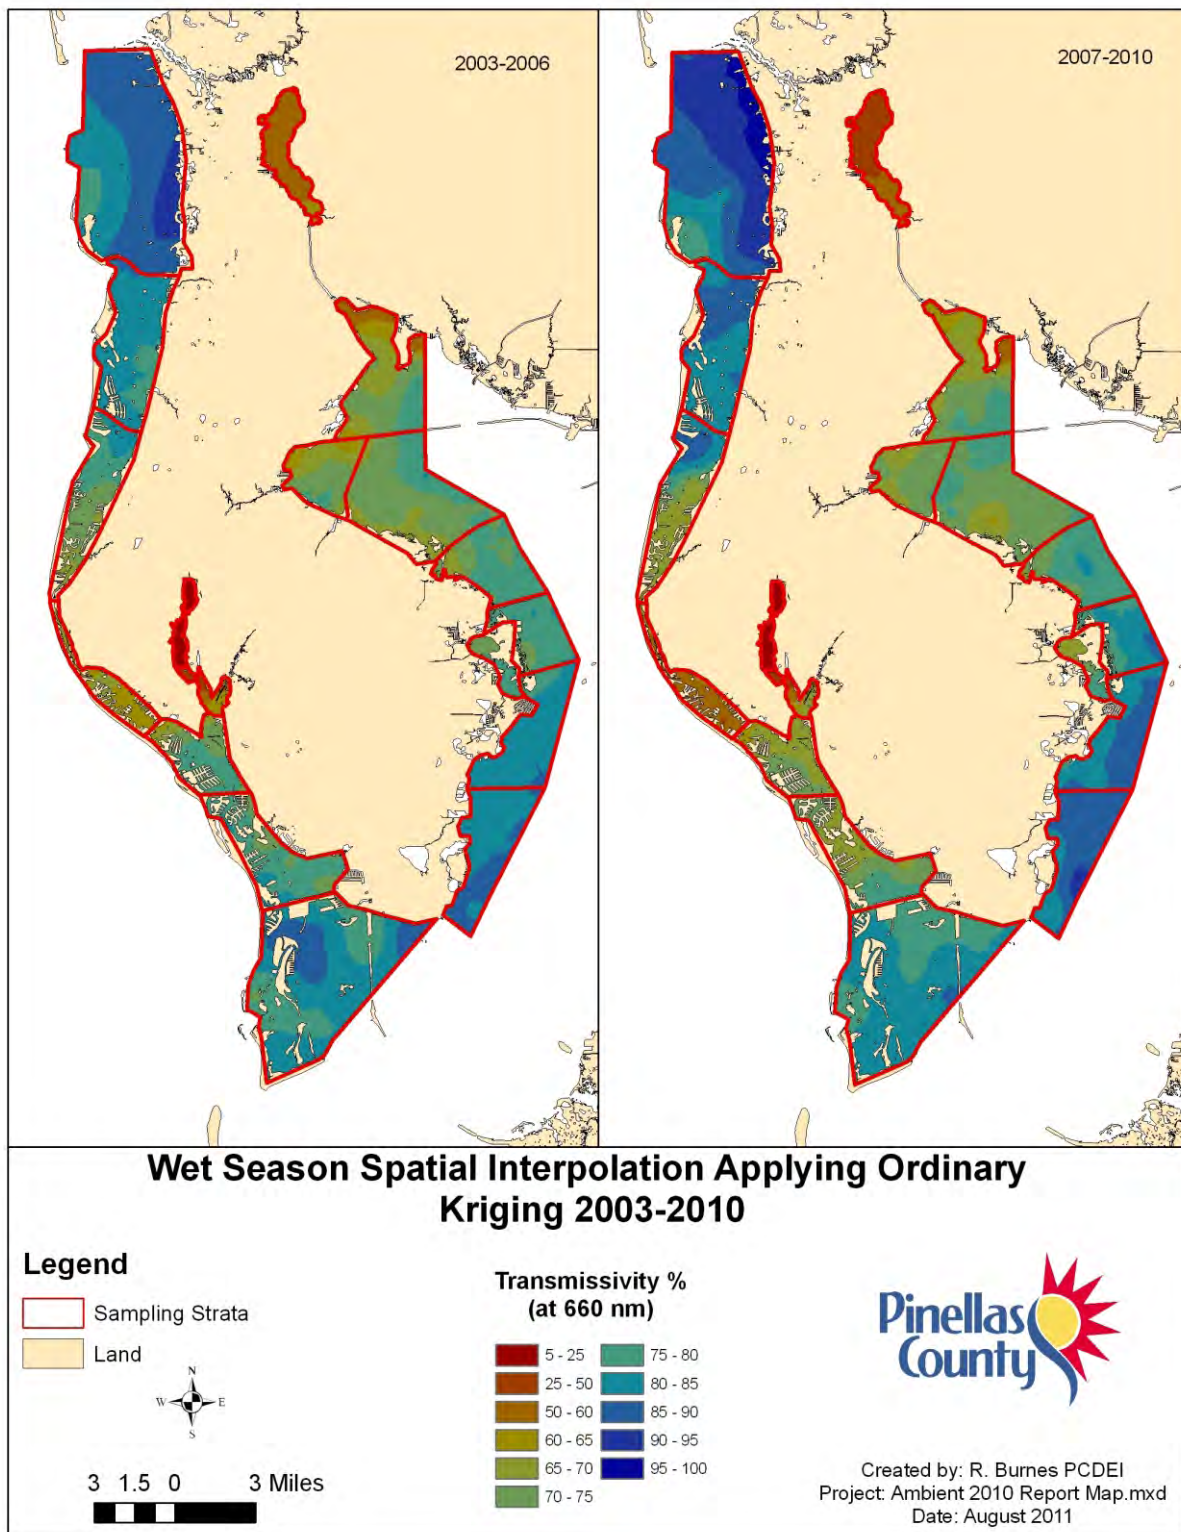 2003-2006
2007-2010
Wet Season Spatial Interpolation Applying Ordinary
Kriging 2003-2010
Legend
Sampling Strata
Land
N
W E
S
3 1.5 0 3 Miles
Transmissivity %
(at 660 nm)
5 - 25
25 - 50
50 - 60
60 - 65
65 - 70
70 - 75
75 - 80
80 - 85
85 - 90
90 - 95
95 - 100
Pinellas
County
Created by: R. Burnes PCDEI
Project: Ambient 2010 Report Map.mxd
Date: August 2011